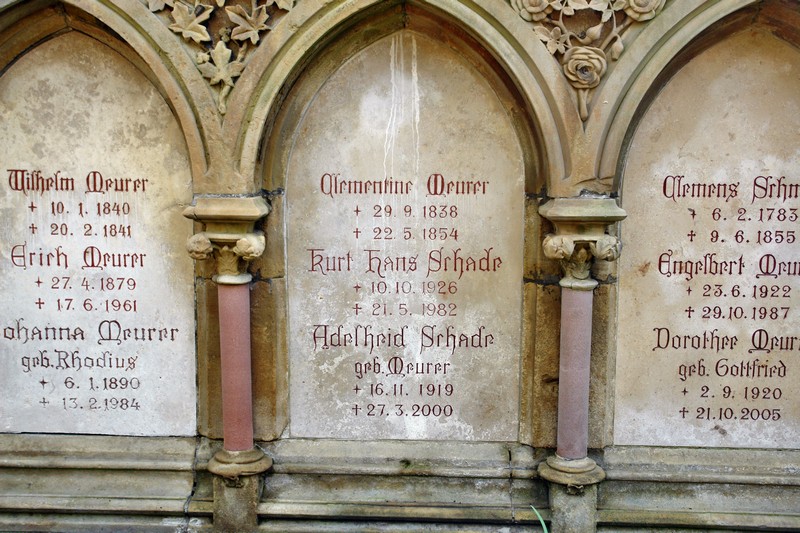 Wilhelm Meurer
+ 10. 1. 1840
+ 20. 2. 1841
Erich Meurer
+ 27. 4. 1879
+ 17. 6. 1961
Johanna Meurer
geb. Rhodius
+ 6. 1. 1890
+ 13. 2. 1984
Clementine Meurer
+ 29. 9. 1838
+ 22. 5. 1854
Kurt Hans Schade
+ 10. 10. 1926
+ 21. 5. 1982
Adelheid Schade
geb. Meurer
+ 16. 11. 1919
+ 27. 3. 2000
Clemens
+ 6. 2. 1783
+ 9. 6. 1855
Engelbert
+ 23. 6. 1922
+ 29. 10. 1987
Dorothee
geb. Gottfried
+ 2. 9. 1920
+ 21. 10. 2005